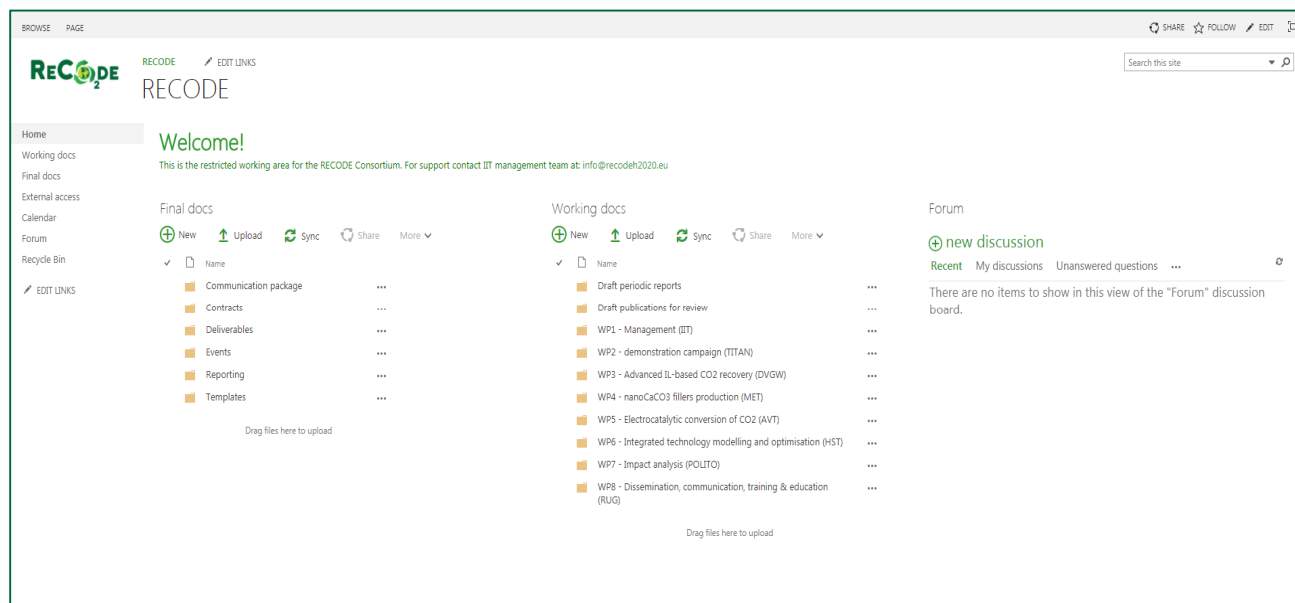 BROWSE PAGE
SHARE FOLLOW EDIT
RECO2DE
RECODE EDIT LINKS
RECODE
Search this site
Home
Working docs
Final docs
External access
Calendar
Forum
Recycle Bin
EDIT LINKS
Welcome!
This is the restricted working area for the RECODE Consortium. For support contact IIT management team at: info@recodeh2020.eu
Final docs
New Upload Sync Share More
Name
Communication package ...
Contracts ...
Deliverables ...
Events ...
Reporting ...
Templates ...
Drag files here to upload
Working docs
New Upload Sync Share More
Name
Draft periodic reports ...
Draft publications for review ...
WP1 - Management (IIT) ...
WP2 - demonstration campaign (TITAN) ...
WP3 - Advanced IL-based CO2 recovery (DVGW) ...
WP4 - nanoCaCO3 fillers production (MET) ...
WP5 - Electrocatalytic conversion of CO2 (AVT) ...
WP6 - Integrated technology modelling and optimisation (HST) ...
WP7 - Impact analysis (POLITO) ...
WP8 - Dissemination, communication, training & education ...
(RUG)
Drag files here to upload
Forum
new discussion
Recent My discussions Unanswered questions ...
There are no items to show in this view of the "Forum" discussion
board.